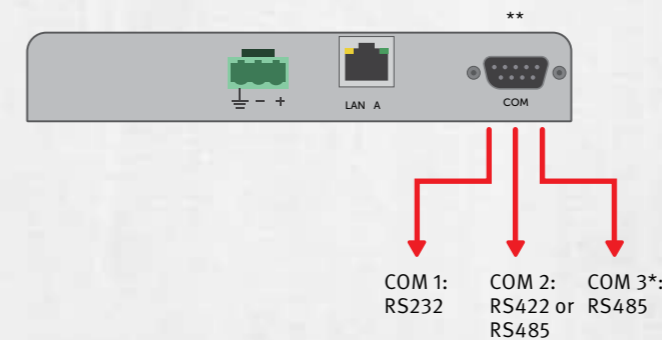 **
- +
LAN A
COM
COM 1:
RS232
COM 2:
RS422 or
RS485
COM 3*:
RS485